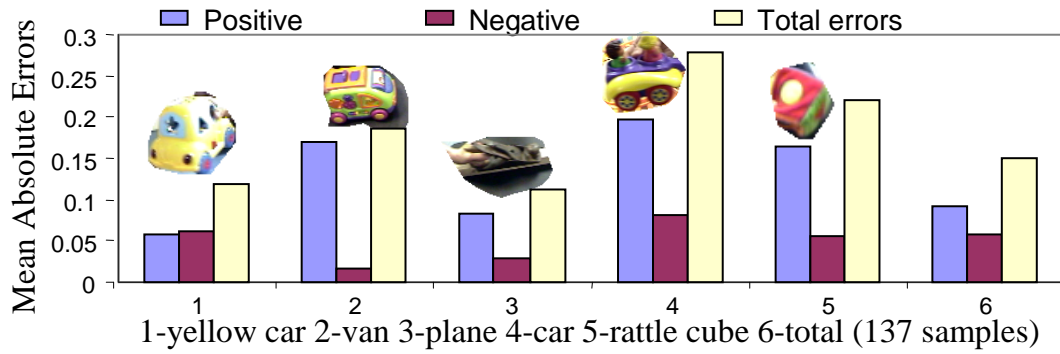 Positive Negative Total errors
Mean Absolute Errors
0.3
0.25
0.2
0.15
0.1
0.05
0
1 2 3 4 5 6
1-yellow car 2-van 3-plane 4-car 5-rattle cube 6-total (137 samples)